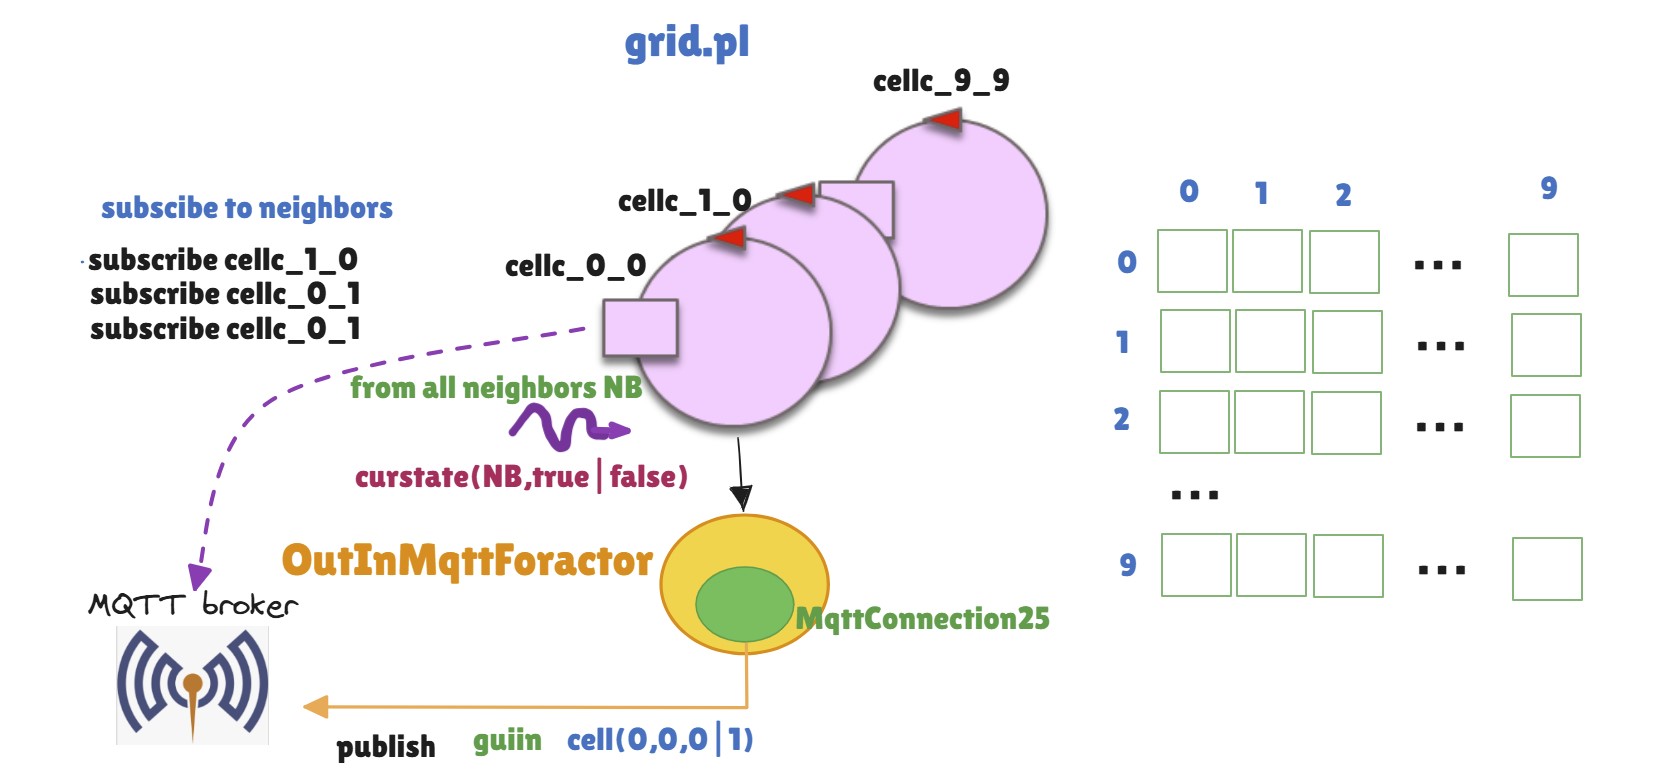 grid.pl
cellc_9_9
cellc_1_0
cellc_0_0
subscibe to neighbors
subscribe cellc_1_0
subscribe cellc_0_1
subscribe cellc_0_1
from all neighbors NB
curstate(NB,true|false)
OutInMqttForactor
MqttConnection25
MQTT broker
publish guiin cell(0,0,0|1)
0 1 2 9
0 ...
1 ...
2 ...
...
9 ...